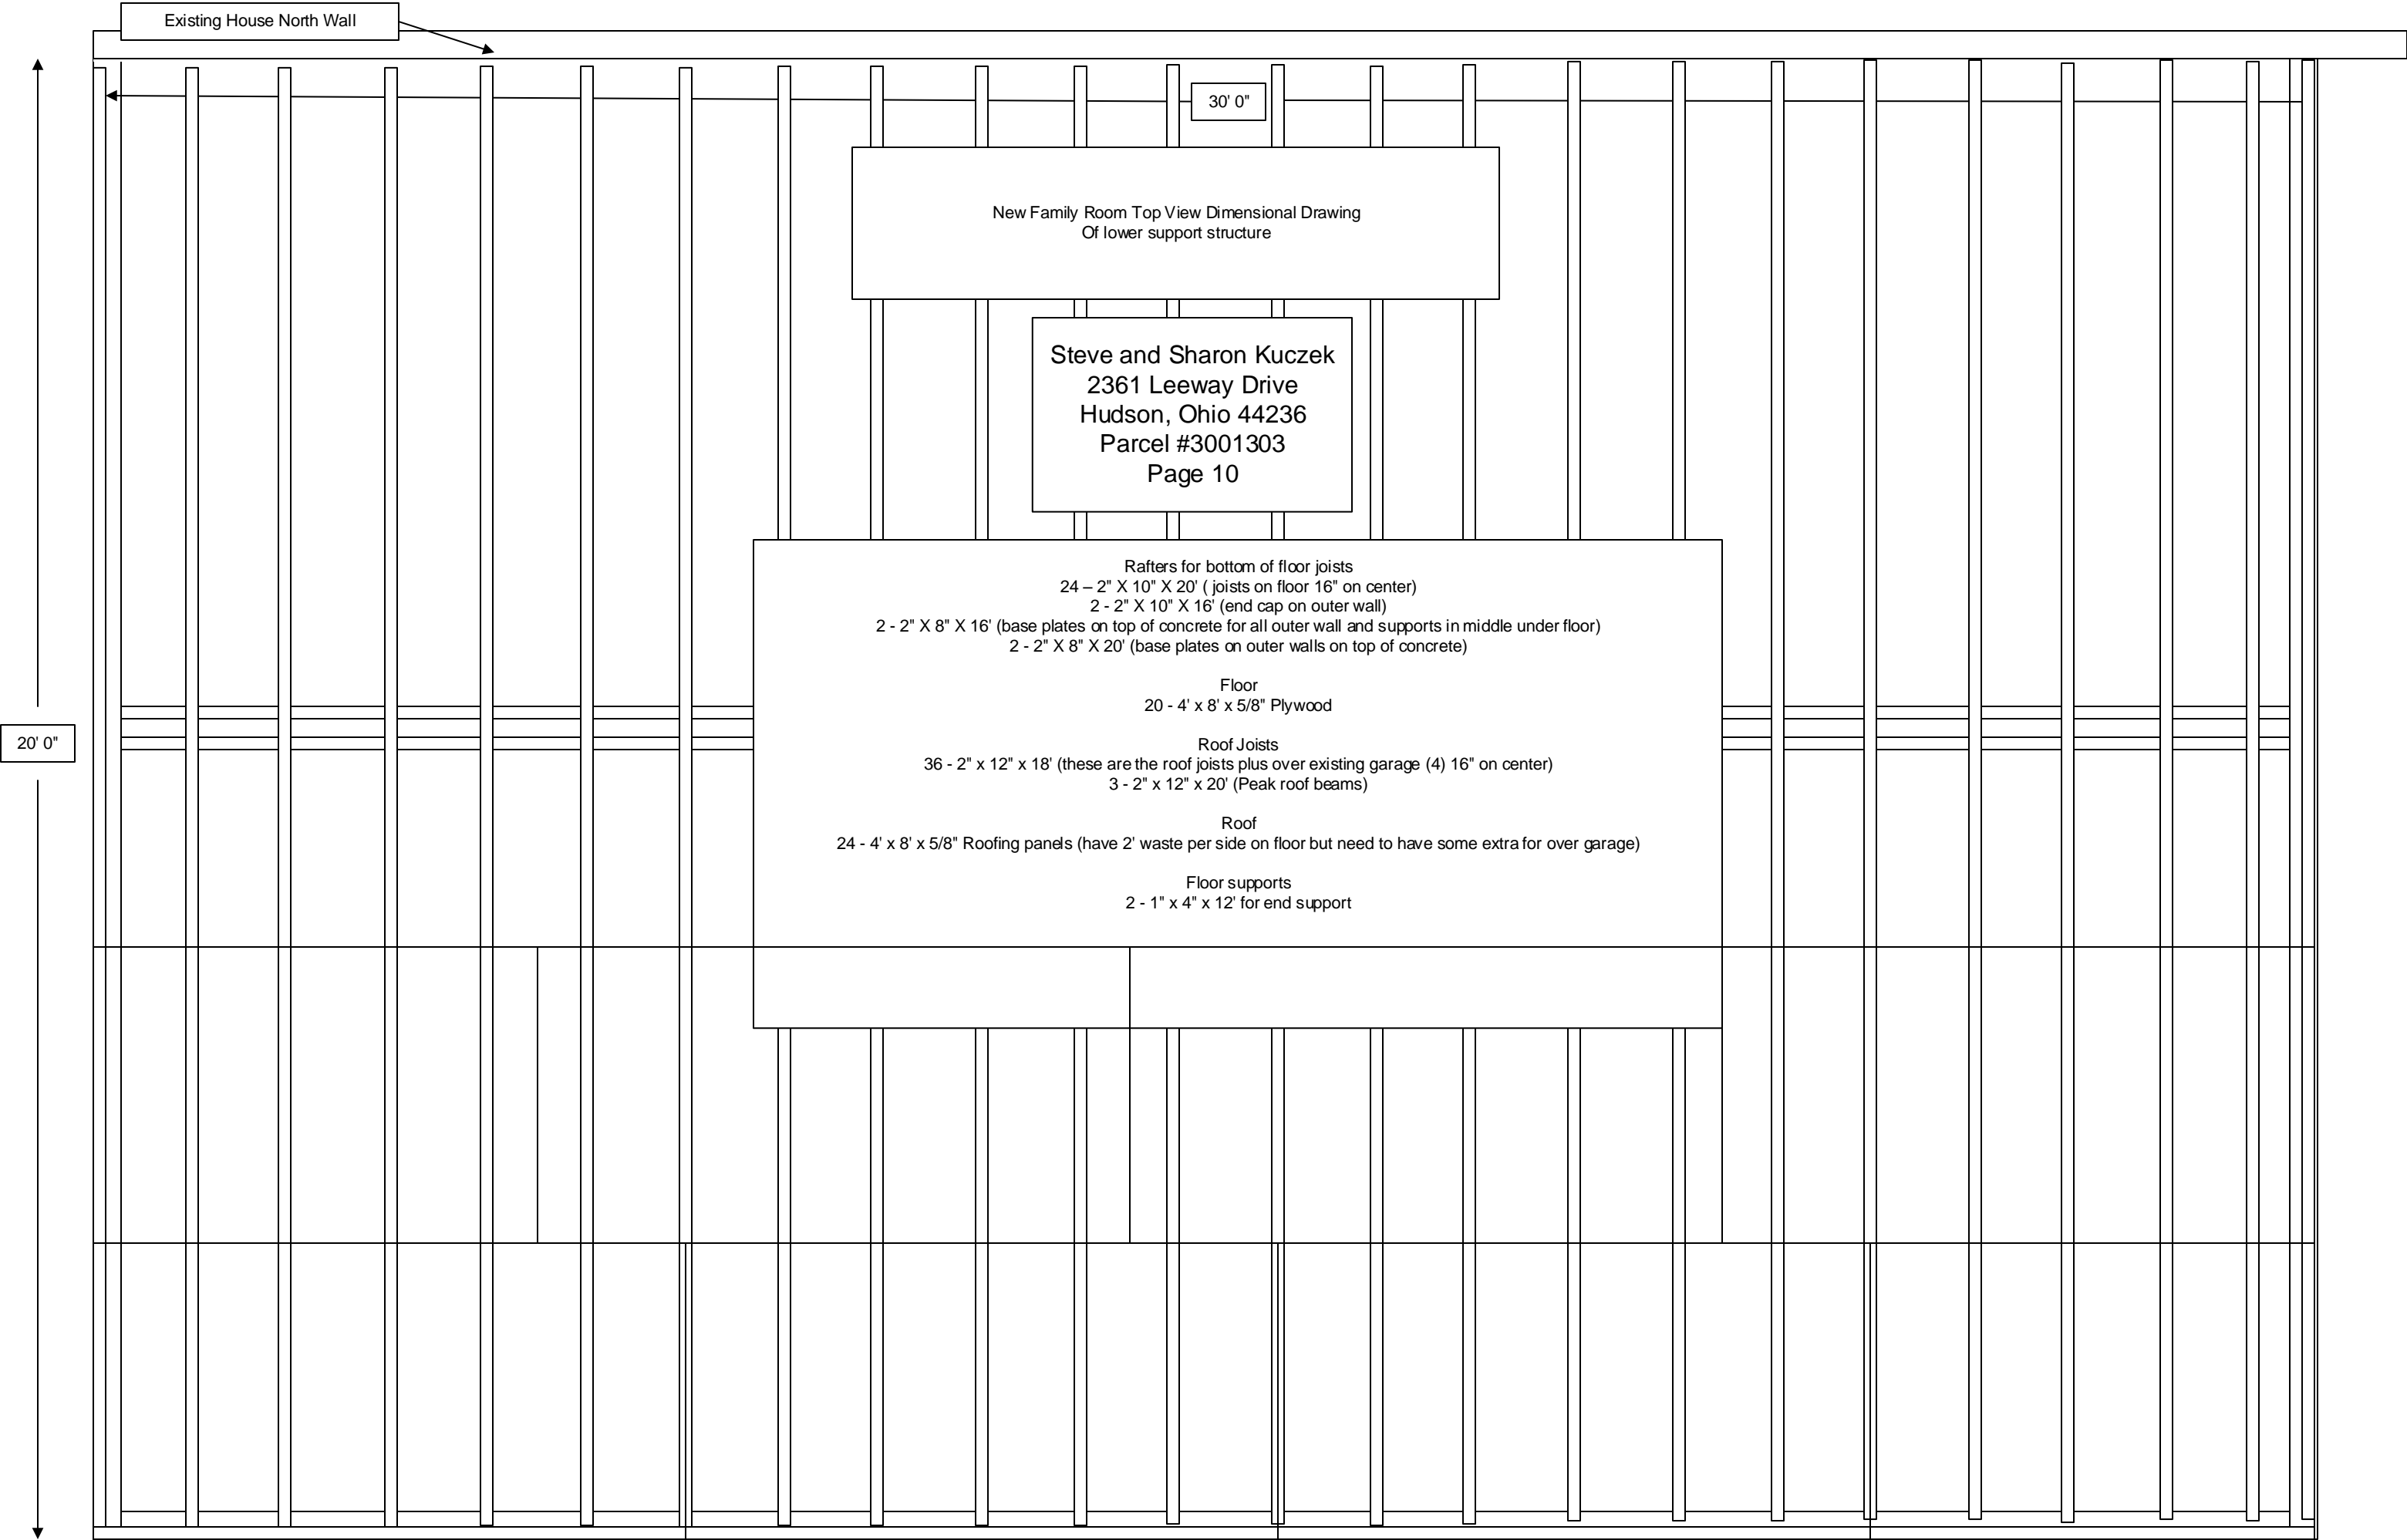 Existing House North Wall
30' 0"
New Family Room Top View Dimensional Drawing
Of lower support structure
Steve and Sharon Kuczek
2361 Leeway Drive
Hudson, Ohio 44236
Parcel #3001303
Page 10
Rafters for bottom of floor joists
24 – 2" X 10" X 20' ( joists on floor 16" on center)
2 - 2" X 10" X 16' (end cap on outer wall)
2 - 2" X 8" X 16' (base plates on top of concrete for all outer wall and supports in middle under floor)
2 - 2" X 8" X 20' (base plates on outer walls on top of concrete)
Floor
20 - 4' x 8' x 5/8" Plywood
20' 0"
Roof Joists
36 - 2" x 12" x 18' (these are the roof joists plus over existing garage (4) 16" on center)
3 - 2" x 12" x 20' (Peak roof beams)
Roof
24 - 4' x 8' x 5/8" Roofing panels (have 2' waste per side on floor but need to have some extra for over garage)
Floor supports
2 - 1" x 4" x 12' for end support